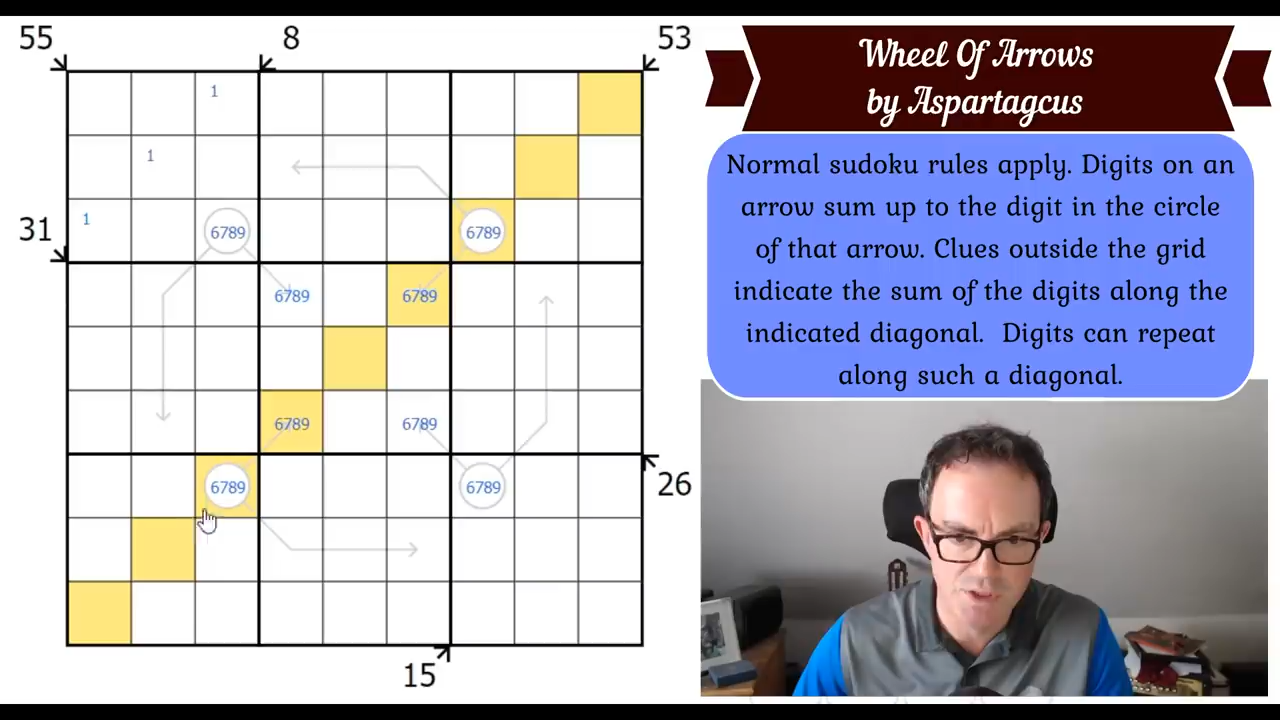 55
8
53
1
1
1
31
6789
6789
6789
6789
6789
6789
6789
6789
26
15
Wheel Of Arrows
by Aspartagcus
Normal sudoku rules apply. Digits on an
arrow sum up to the digit in the circle
of that arrow. Clues outside the grid
indicate the sum of the digits along the
indicated diagonal. Digits can repeat
along such a diagonal.